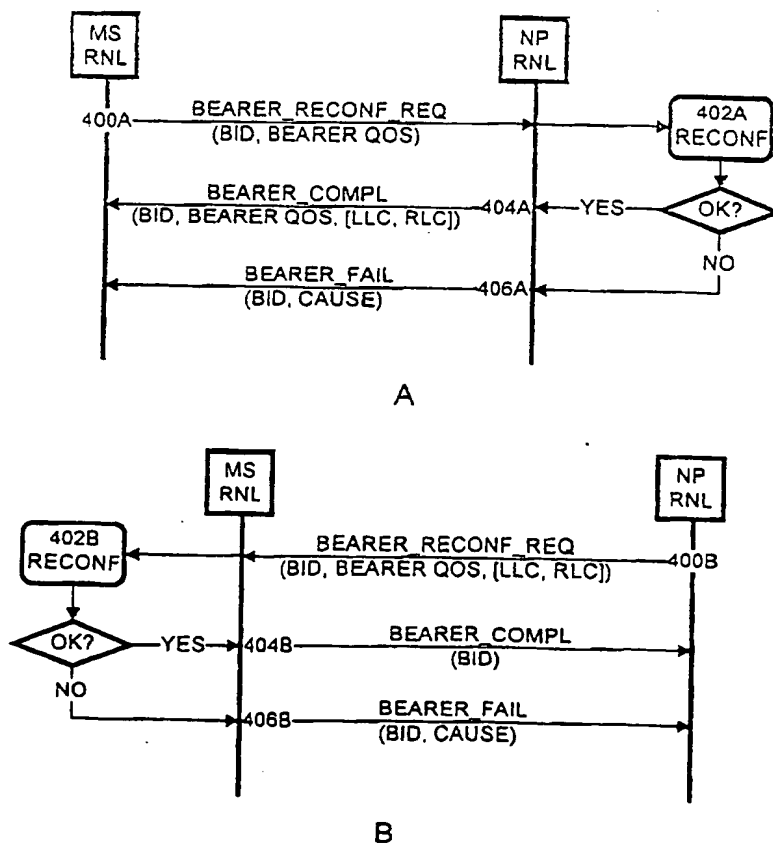 MS
RNL
NP
RNL
400A
BEARER_RECONF_REQ
(BID, BEARER QOS)
402A
RECONF
BEARER_COMPL
(BID, BEARER QOS, [LLC, RLC])
404A
YES
OK?
NO
BEARER_FAIL
(BID, CAUSE)
406A
A
MS
RNL
NP
RNL
402B
RECONF
BEARER_RECONF_REQ
(BID, BEARER QOS, [LLC, RLC])
400B
OK?
YES
404B
BEARER_COMPL
(BID)
NO
406B
BEARER_FAIL
(BID, CAUSE)
B